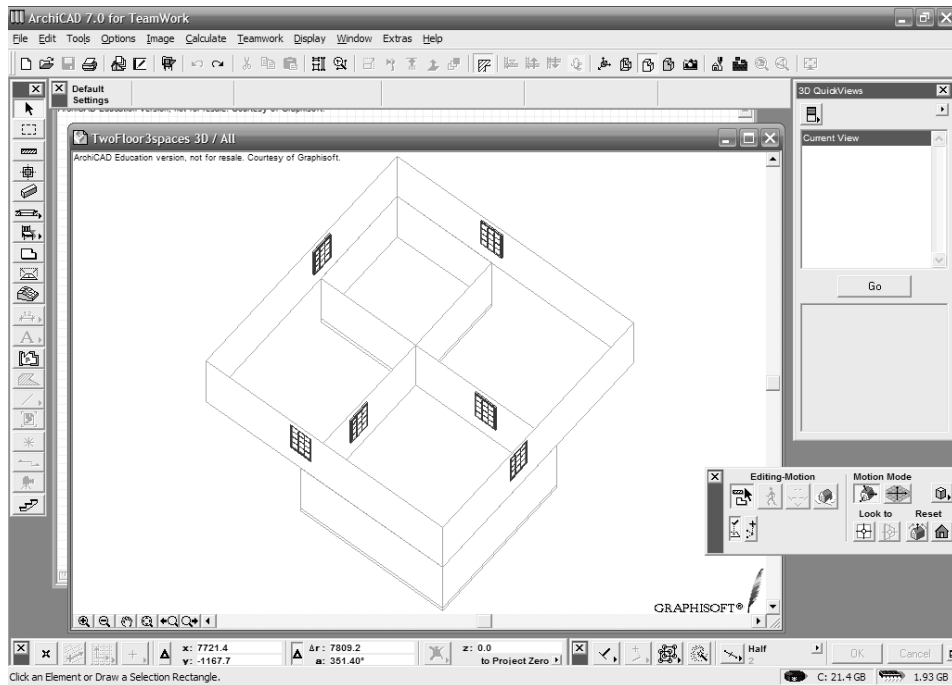 ArchiCAD 7.0 for TeamWork
File Edit Tools Options Image Calculate Teamwork Display Window Extras Help
Default
Settings
3D QuickViews
TwoFloor3spaces 3D / All
ArchiCAD Education version, not for resale. Courtesy of Graphisoft.
Current View
Go
Editing-Motion Motion Mode
Look to Reset
GRAPHISOFT®
x: 7721.4
y: -1167.7
Δr: 7809.2
a: 351.40°
z: 0.0
to Project Zero
Half
2
OK Cancel
Click an Element or Draw a Selection Rectangle.
C: 21.4 GB 1.93 GB